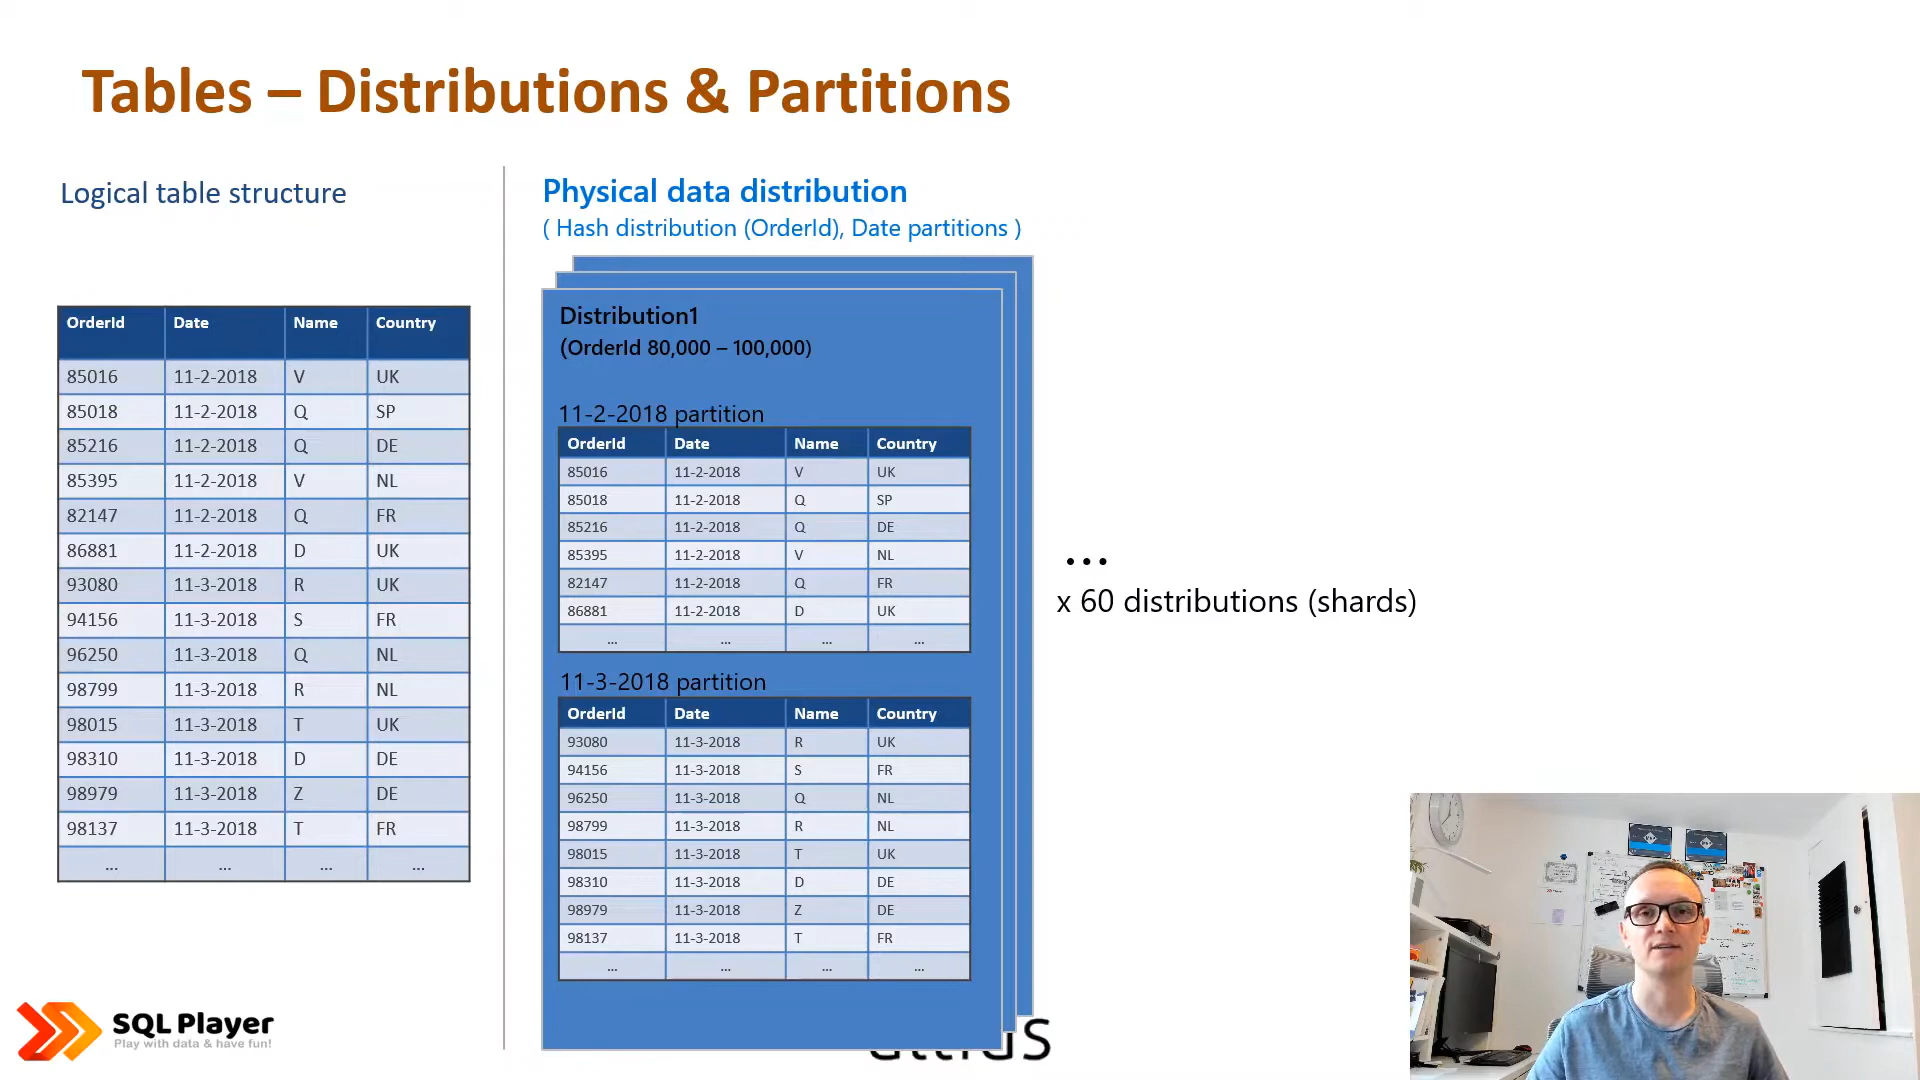 Tables – Distributions & Partitions
Logical table structure
OrderId Date Name Country
85016 11-2-2018 V UK
85018 11-2-2018 Q SP
85216 11-2-2018 Q DE
85395 11-2-2018 V NL
82147 11-2-2018 Q FR
86881 11-2-2018 D UK
93080 11-3-2018 R UK
94156 11-3-2018 S FR
96250 11-3-2018 Q NL
98799 11-3-2018 R NL
98015 11-3-2018 T UK
98310 11-3-2018 D DE
98979 11-3-2018 Z DE
98137 11-3-2018 T FR
... ... ... ...
Physical data distribution
( Hash distribution (OrderId), Date partitions )
Distribution1
(OrderId 80,000 – 100,000)
11-2-2018 partition
OrderId Date Name Country
85016 11-2-2018 V UK
85018 11-2-2018 Q SP
85216 11-2-2018 Q DE
85395 11-2-2018 V NL
82147 11-2-2018 Q FR
86881 11-2-2018 D UK
... ... ... ...
11-3-2018 partition
OrderId Date Name Country
93080 11-3-2018 R UK
94156 11-3-2018 S FR
96250 11-3-2018 Q NL
98799 11-3-2018 R NL
98015 11-3-2018 T UK
98310 11-3-2018 D DE
98979 11-3-2018 Z DE
98137 11-3-2018 T FR
... ... ... ...
...
x 60 distributions (shards)
SQL Player
Play with data & have fun!